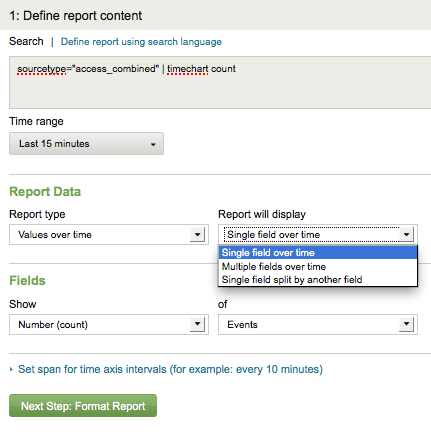 1: Define report content
Search | Define report using search language
sourcetype="access_combined" | timechart count
Time range
Last 15 minutes
Report Data
Report type Report will display
Values over time Single field over time
Single field over time
Multiple fields over time
Single field split by another field
Fields
Show of
Number (count) Events
Set span for time axis intervals (for example: every 10 minutes)
Next Step: Format Report